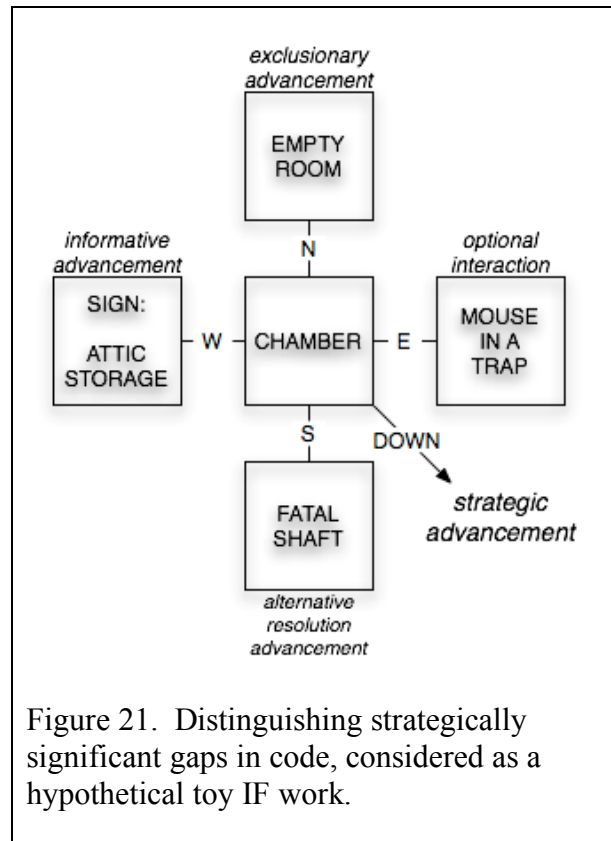 exclusionary
advancement
EMPTY
ROOM
N
informative
advancement
SIGN:
ATTIC
STORAGE
W
CHAMBER
E
optional
interaction
MOUSE
IN A
TRAP
S
DOWN
strategic
advancement
FATAL
SHAFT
alternative
resolution
advancement
Figure 21.  Distinguishing strategically
significant gaps in code, considered as a
hypothetical toy IF work.